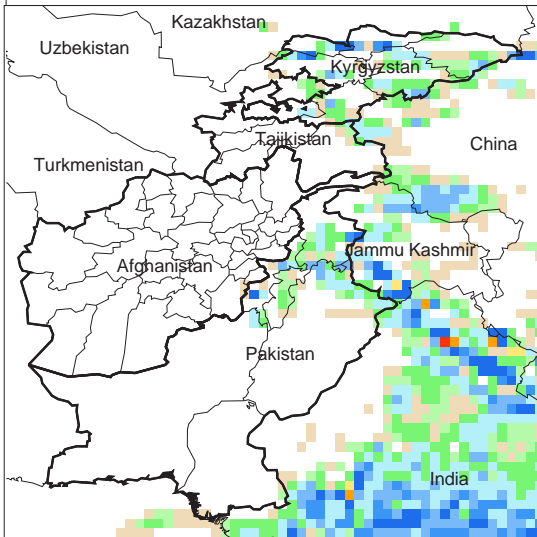 Kazakhstan
Uzbekistan
Kyrgyzstan
Tajikistan
China
Turkmenistan
Jammu Kashmir
Afghanistan
Pakistan
India